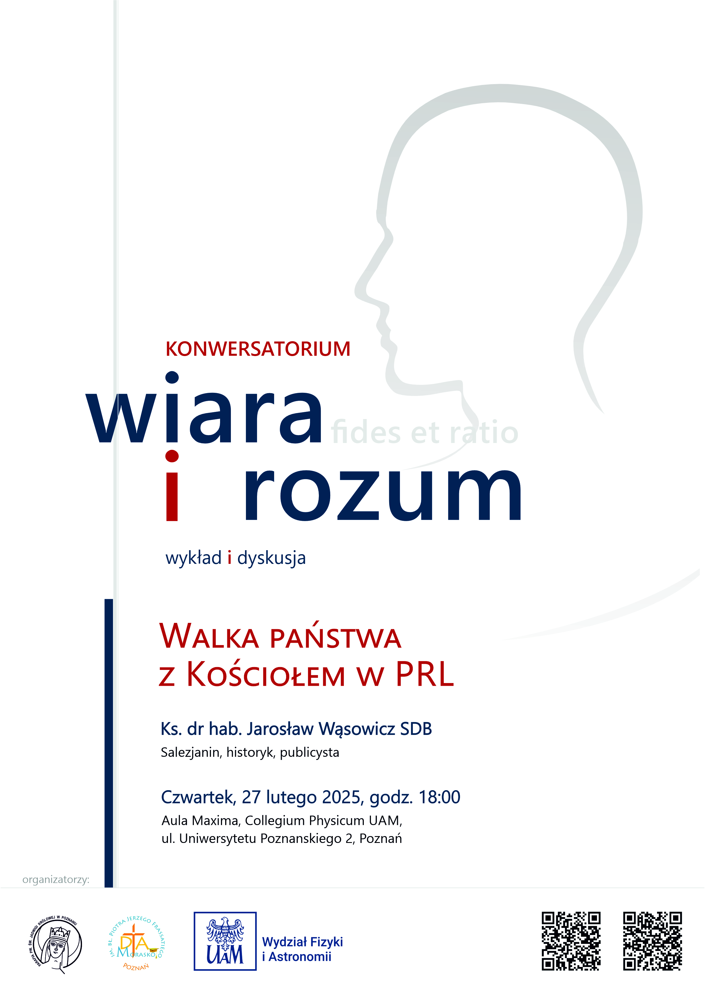 KONWERSATORIUM
wiara
fides et ratio
i rozum
wykład i dyskusja
Walka państwa
z Kościołem w PRL
Ks. dr hab. Jarosław Wąsowicz SDB
Salezjanin, historyk, publicysta
Czwartek, 27 lutego 2025, godz. 18:00
Aula Maxima, Collegium Physicum UAM,
ul. Uniwersytetu Poznanskiego 2, Poznań
organizatorzy:
PARAFIA PW. ŚW. JADWIGI KRÓLOWEJ W POZNANIU
IM. BŁ. PIOTRA JERZEGO FRASSATIEGO
DA
MORASKO
POZNAŃ
UAM
Wydział Fizyki
i Astronomii